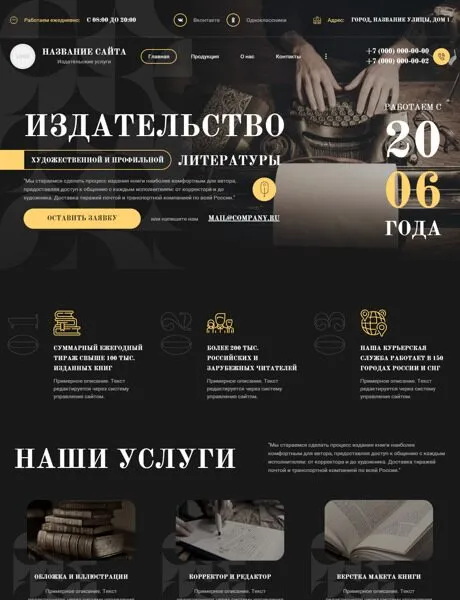 Работаем ежедневно: С 08:00 ДО 20:00
Вконтакте
Одноклассники
Адрес: ГОРОД, НАЗВАНИЕ УЛИЦЫ, ДОМ 1
НАЗВАНИЕ САЙТА
Издательские услуги
Главная
Продукция
О нас
Контакты
+7 (000) 000-00-00
+7 (000) 000-00-02
ИЗДАТЕЛЬСТВО
ХУДОЖЕСТВЕННОЙ И ПРОФИЛЬНОЙ
ЛИТЕРАТУРЫ
"Мы стараемся сделать процесс издания книги наиболее комфортным для автора,
предоставляя доступ к общению с каждым исполнителем: от корректора и до
художника. Доставка тиражей почтой и транспортной компанией по всей России."
ОСТАВИТЬ ЗАЯВКУ
или напишите нам
MAIL@COMPANY.RU
РАБОТАЕМ С
20
06
ГОДА
01
СУММАРНЫЙ ЕЖЕГОДНЫЙ
ТИРАЖ СВЫШЕ 100 ТЫС.
ИЗДАННЫХ КНИГ
Примерное описание. Текст
редактируется через систему
управления сайтом.
02
БОЛЕЕ 200 ТЫС.
РОССИЙСКИХ И
ЗАРУБЕЖНЫХ ЧИТАТЕЛЕЙ
Примерное описание. Текст
редактируется через систему
управления сайтом.
03
НАША КУРЬЕРСКАЯ
СЛУЖБА РАБОТАЕТ В 150
ГОРОДАХ РОССИИ И СНГ
Примерное описание. Текст
редактируется через систему
управления сайтом.
НАШИ УСЛУГИ
"Мы стараемся сделать процесс издания книги наиболее
комфортным для автора, предоставляя доступ к общению с каждым
исполнителем: от корректора и до художника. Доставка тиражей
почтой и транспортной компанией по всей России."
ОБЛОЖКА И ИЛЛЮСТРАЦИИ
Примерное описание. Текст
КОРРЕКТОР И РЕДАКТОР
Примерное описание. Текст
ВЕРСТКА МАКЕТА КНИГИ
Примерное описание. Текст